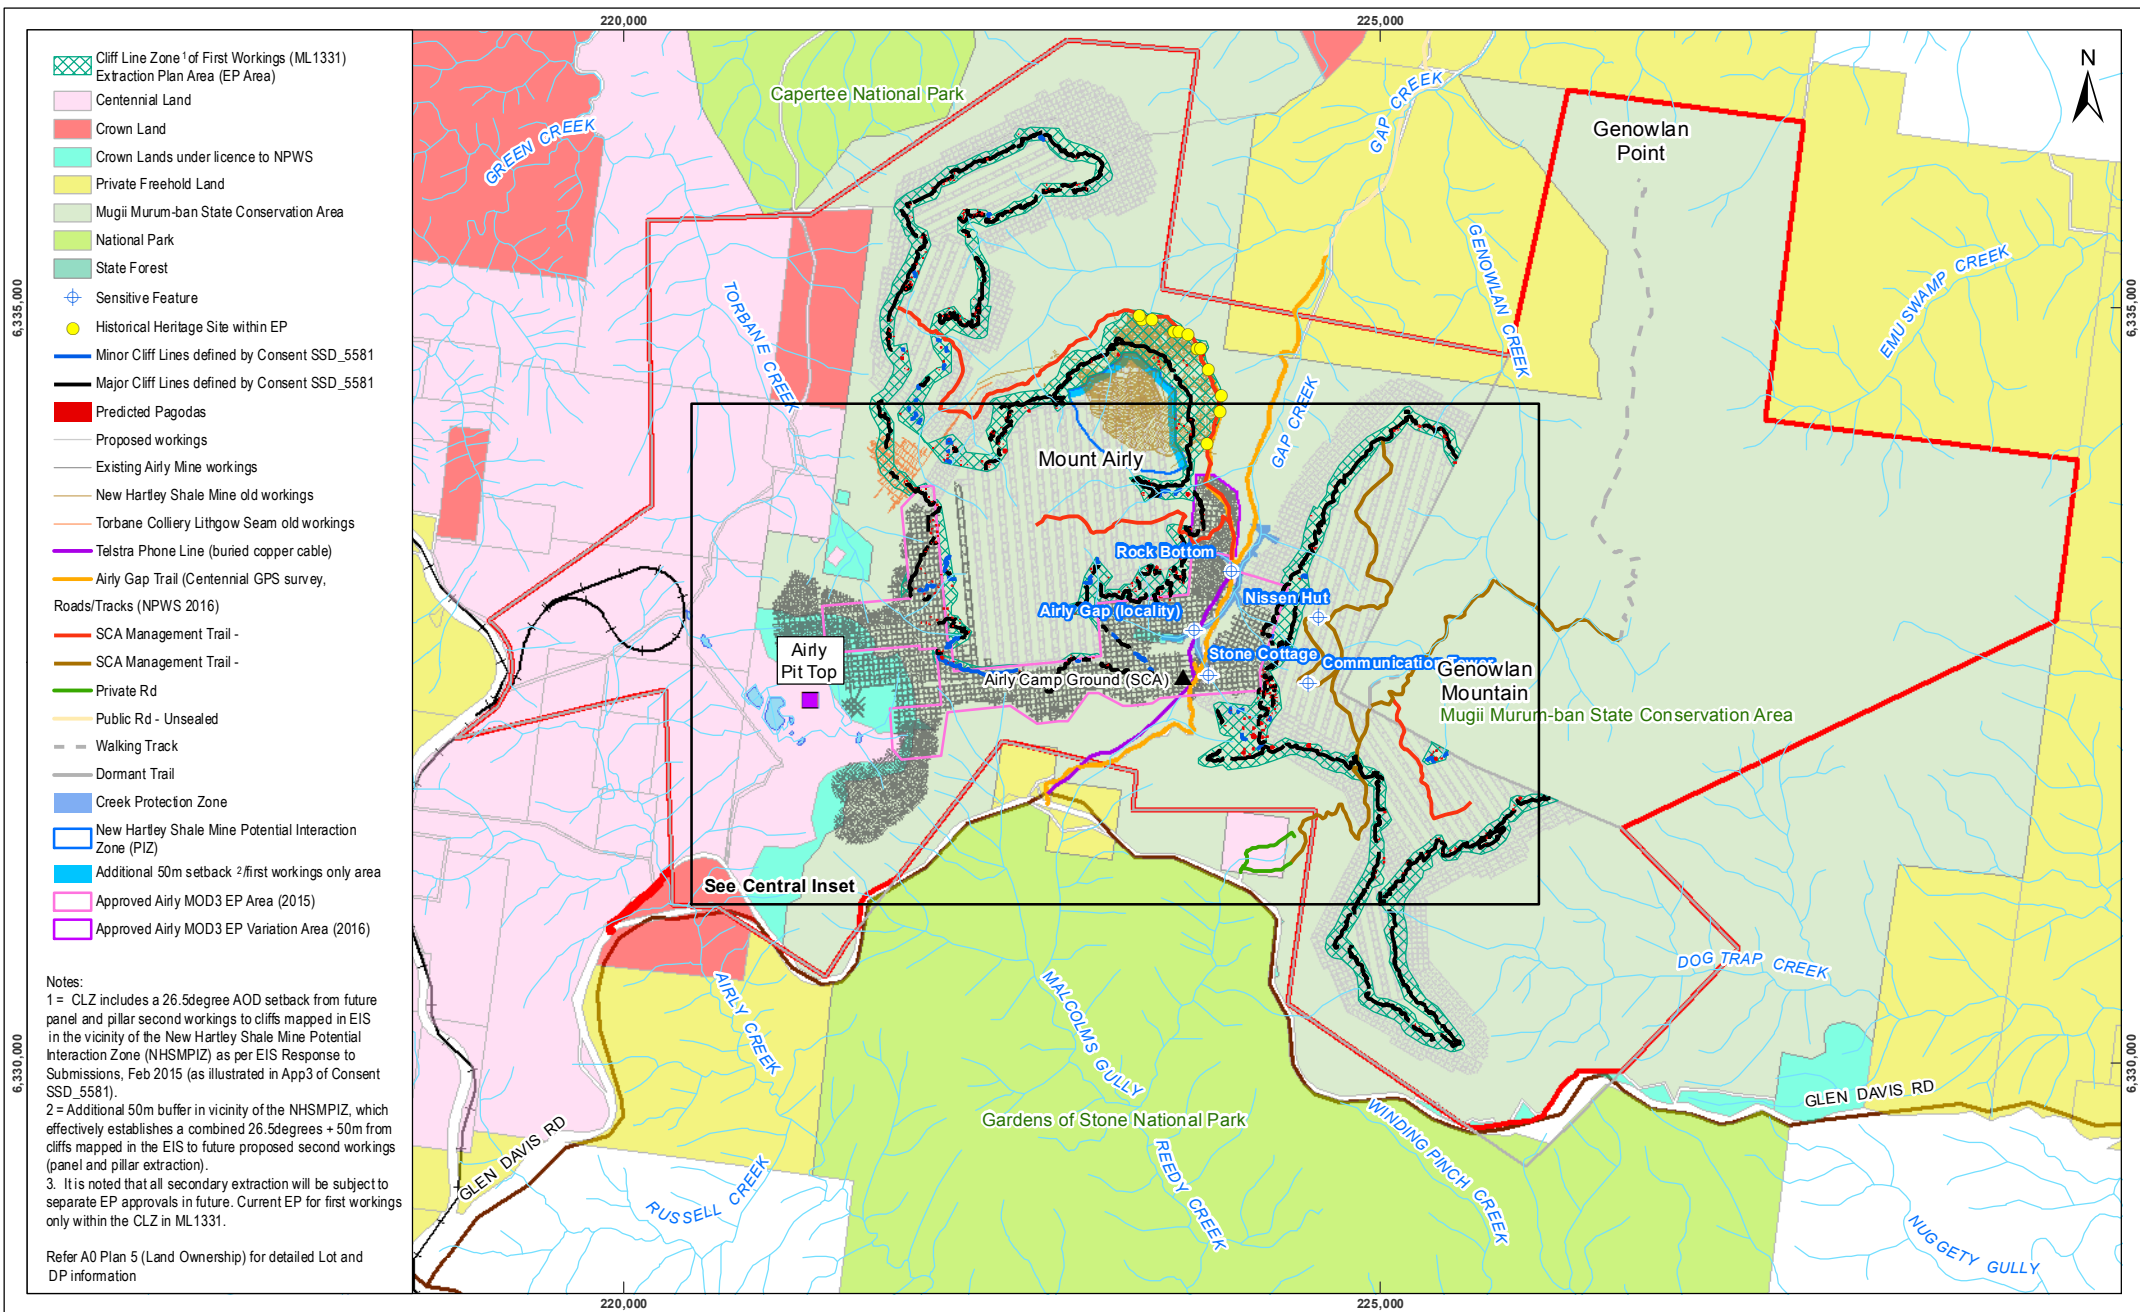 220,000
225,000
Cliff Line Zone ¹ of First Workings (ML1331)
Extraction Plan Area (EP Area)
Centennial Land
Crown Land
Crown Lands under licence to NPWS
Private Freehold Land
Mugii Murum-ban State Conservation Area
National Park
State Forest
Sensitive Feature
Historical Heritage Site within EP
Minor Cliff Lines defined by Consent SSD_5581
Major Cliff Lines defined by Consent SSD_5581
Predicted Pagodas
Proposed workings
Existing Airly Mine workings
New Hartley Shale Mine old workings
Torbane Colliery Lithgow Seam old workings
Telstra Phone Line (buried copper cable)
Airly Gap Trail (Centennial GPS survey,
Roads/Tracks (NPWS 2016)
SCA Management Trail -
SCA Management Trail -
Private Rd
Public Rd - Unsealed
Walking Track
Dormant Trail
Creek Protection Zone
New Hartley Shale Mine Potential Interaction
Zone (PIZ)
Additional 50m setback ²/first workings only area
Approved Airly MOD3 EP Area (2015)
Approved Airly MOD3 EP Variation Area (2016)
Notes:
1 = CLZ includes a 26.5degree AOD setback from future
panel and pillar second workings to cliffs mapped in EIS
in the vicinity of the New Hartley Shale Mine Potential
Interaction Zone (NHSMPIZ) as per EIS Response to
Submissions, Feb 2015 (as illustrated in App3 of Consent
SSD_5581).
2 = Additional 50m buffer in vicinity of the NHSMPIZ, which
effectively establishes a combined 26.5degrees + 50m from
cliffs mapped in the EIS to future proposed second workings
(panel and pillar extraction).
3. It is noted that all secondary extraction will be subject to
separate EP approvals in future. Current EP for first workings
only within the CLZ in ML1331.
Refer A0 Plan 5 (Land Ownership) for detailed Lot and
DP information
N
Capertee National Park
GREEN CREEK
GAP CREEK
Genowlan
Point
GENOWLAN CREEK
EMU SWAMP CREEK
TORBANE CREEK
6,335,000
6,335,000
GAP CREEK
Mount Airly
Rock Bottom
Nissen Hut
Airly Gap (locality)
Stone Cottage
Communication Tower
Airly
Pit Top
Airly Camp Ground (SCA)
Genowlan
Mountain
Mugii Murum-ban State Conservation Area
See Central Inset
DOG TRAP CREEK
AIRLY CREEK
MALCOLMS GULLY
6,330,000
6,330,000
GLEN DAVIS RD
Gardens of Stone National Park
WINDING PINCH CREEK
GLEN DAVIS RD
REEDY CREEK
RUSSELL CREEK
NUGGETY GULLY
220,000
225,000